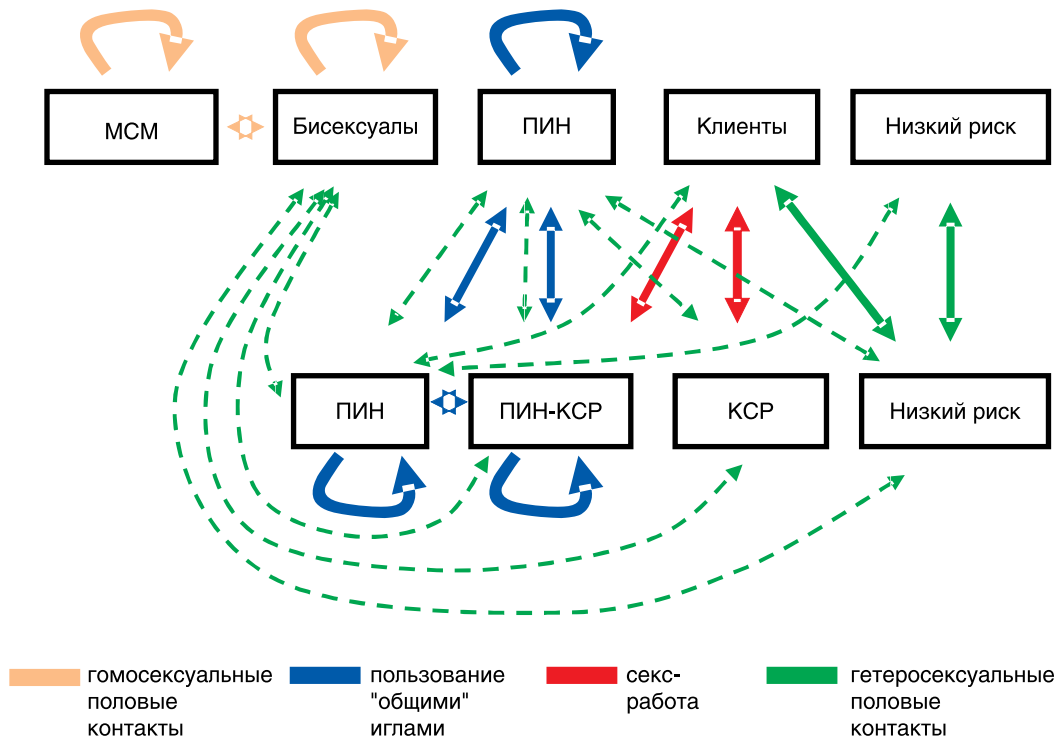 МСМ
Бисексуалы
ПИН
Клиенты
Низкий риск
ПИН
ПИН-КСР
КСР
Низкий риск
гомосексуальные
половые
контакты
пользование
"общими"
иглами
секс-
работа
гетеросексуальные
половые
контакты